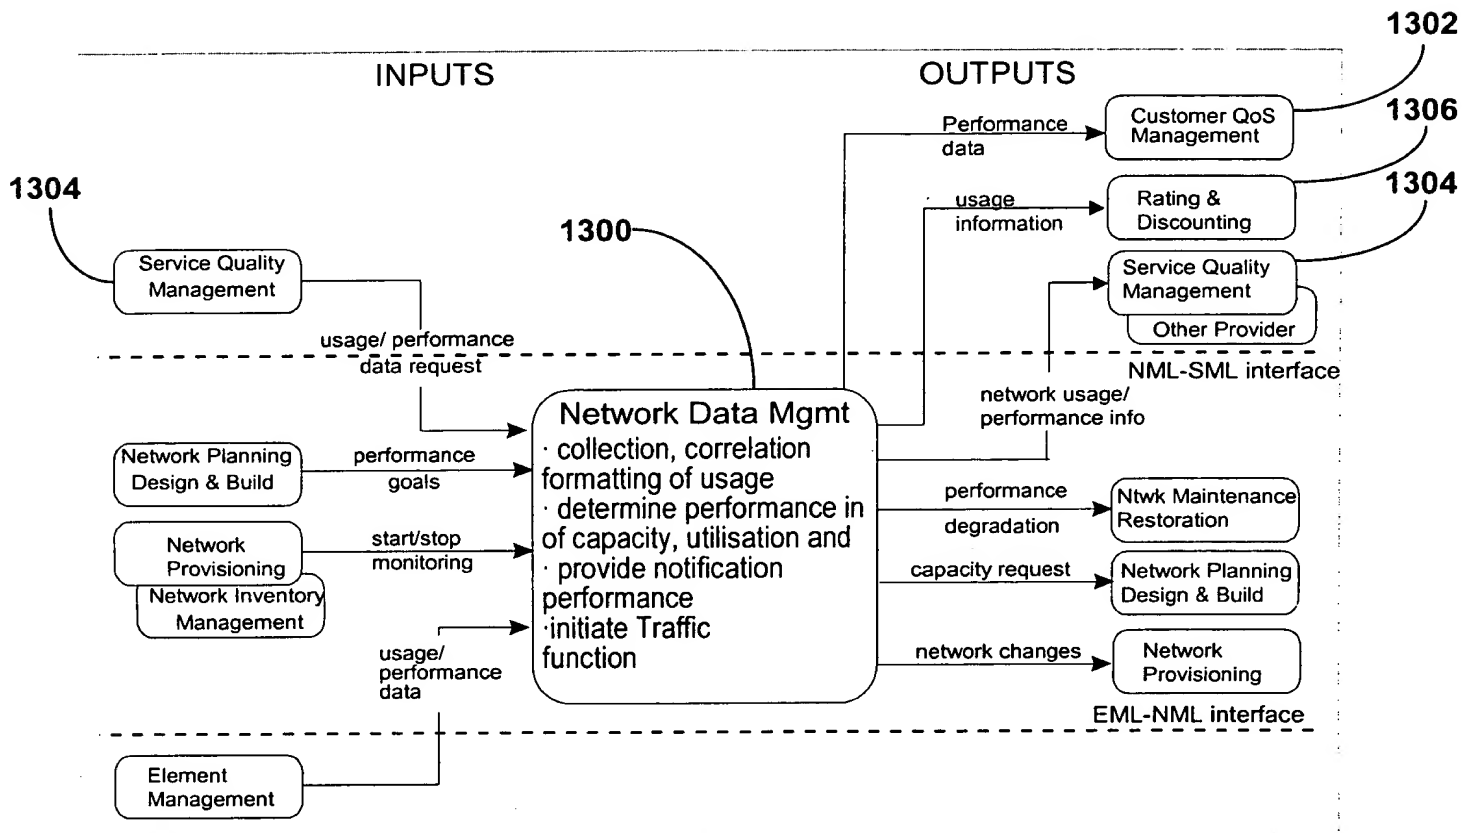 1302
INPUTS
OUTPUTS
Performance
data
Customer QoS
Management
1306
1304
usage
information
Rating &
Discounting
1304
1300
Service Quality
Management
Service Quality
Management
Other Provider
usage/ performance
data request
NML-SML interface
network usage/
performance info
Network Data Mgmt
· collection, correlation
formatting of usage
· determine performance in
of capacity, utilisation and
· provide notification
performance
·initiate Traffic
function
Network Planning
Design & Build
performance
goals
performance
degradation
Ntwk Maintenance
Restoration
Network
Provisioning
start/stop
monitoring
Network Inventory
Management
capacity request
Network Planning
Design & Build
usage/
performance
data
network changes
Network
Provisioning
EML-NML interface
Element
Management